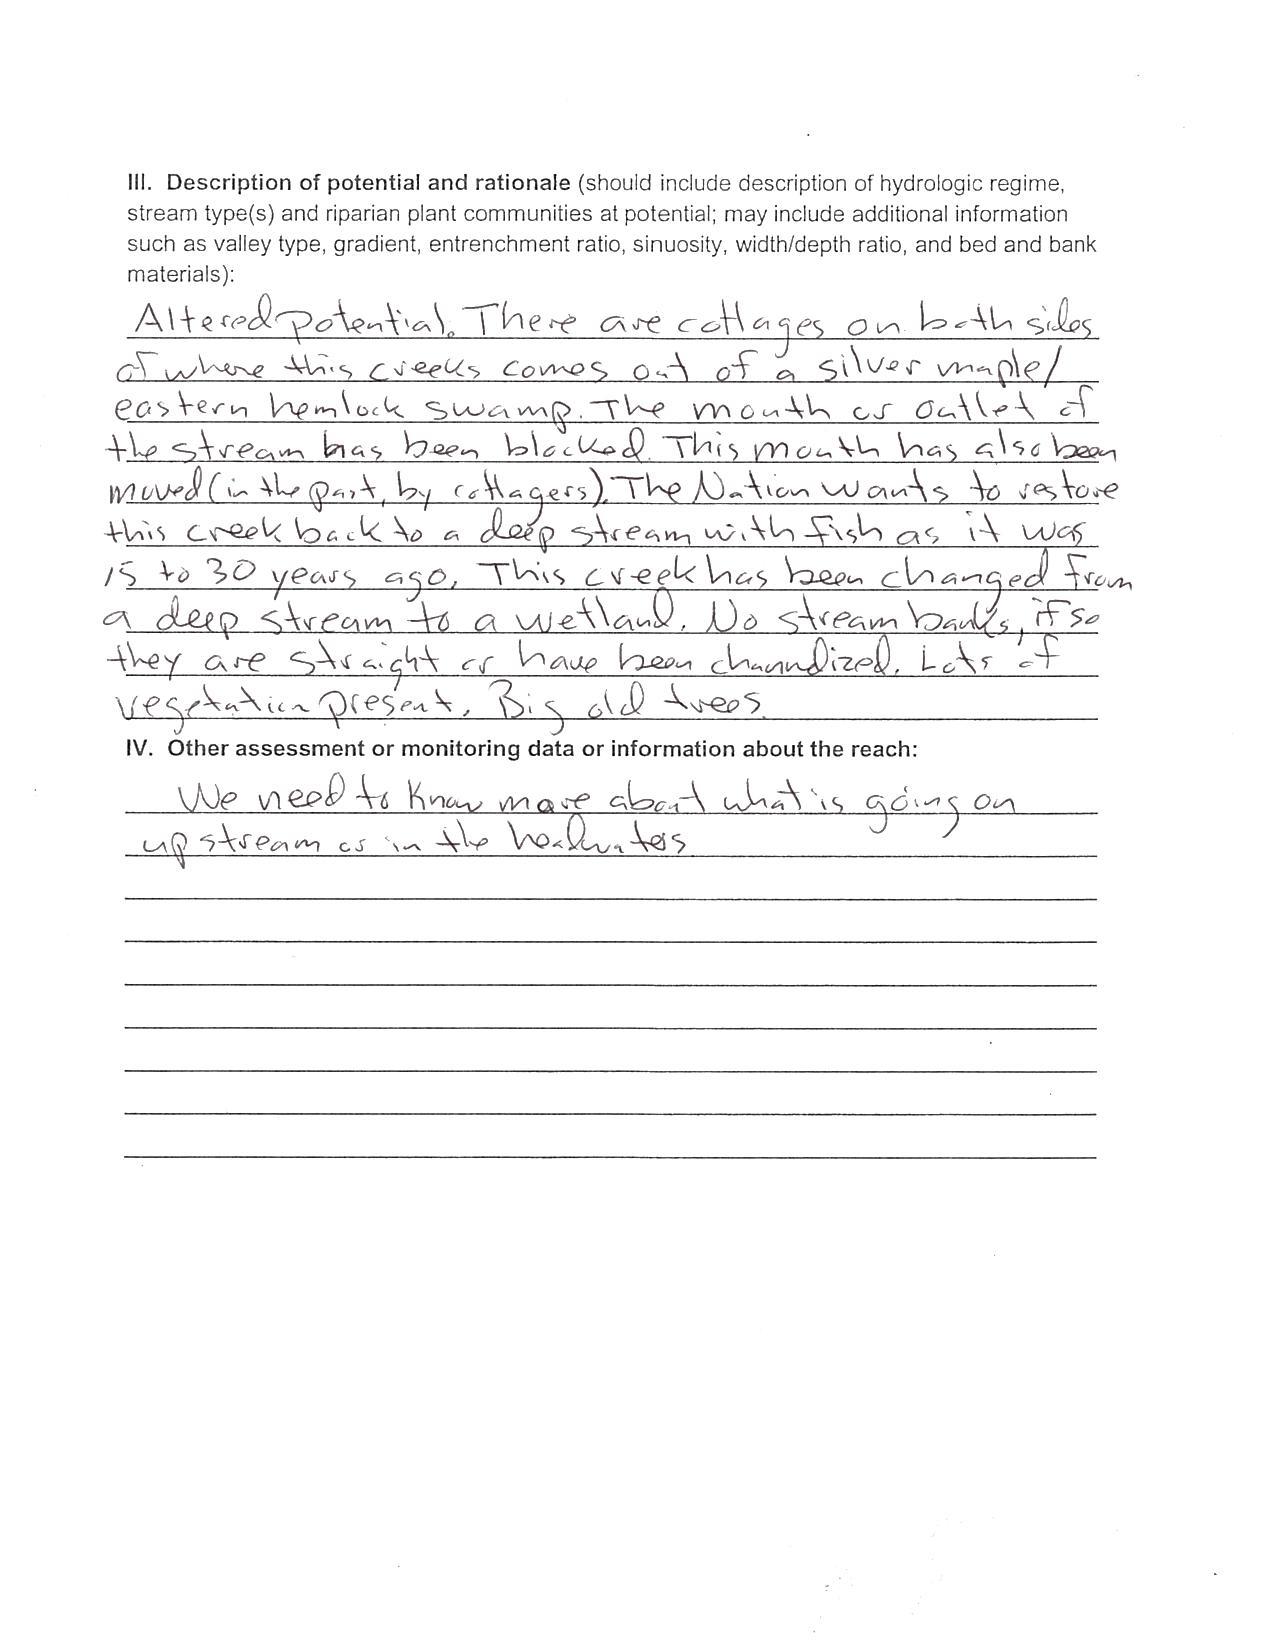 III. Description of potential and rationale (should include description of hydrologic regime,
stream type(s) and riparian plant communities at potential; may include additional information
such as valley type, gradient, entrenchment ratio, sinuosity, width/depth ratio, and bed and bank
materials):
Altered potential. There are cottages on both sides
of where this creeks comes out of a silver maple/
eastern hemlock swamp. The mouth or outlet of
the stream has been blocked. This mouth has also been
moved (in the past, by cottagers). The Nation wants to restore
this creek back to a deep stream with fish as it was
15 to 30 years ago. This creek has been changed from
a deep stream to a wetland. No stream banks, if so
they are straight or have been channelized. Lots of
vegetation present. Big old trees.
IV. Other assessment or monitoring data or information about the reach:
We need to know more about what is going on
upstream or in the headwaters